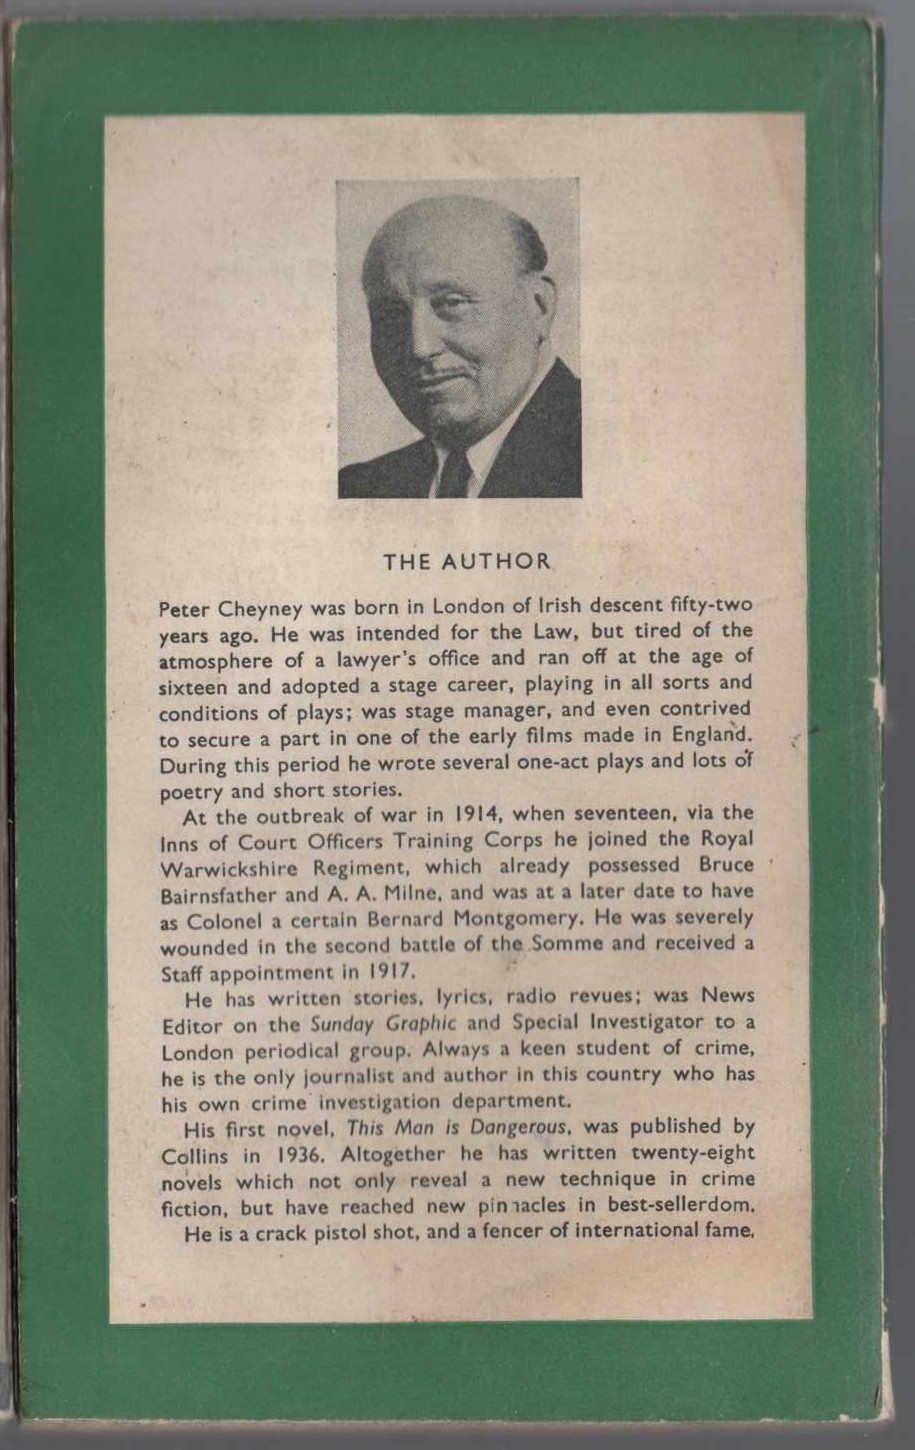 THE AUTHOR
Peter Cheyney was born in London of Irish descent fifty-two
years ago. He was intended for the Law, but tired of the
atmosphere of a lawyer's office and ran off at the age of
sixteen and adopted a stage career, playing in all sorts and
conditions of plays; was stage manager, and even contrived
to secure a part in one of the early films made in England.
During this period he wrote several one-act plays and lots of
poetry and short stories.
At the outbreak of war in 1914, when seventeen, via the
Inns of Court Officers Training Corps he joined the Royal
Warwickshire Regiment, which already possessed Bruce
Bairnsfather and A. A. Milne, and was at a later date to have
as Colonel a certain Bernard Montgomery. He was severely
wounded in the second battle of the Somme and received a
Staff appointment in 1917.
He has written stories, lyrics, radio revues; was News
Editor on the Sunday Graphic and Special Investigator to a
London periodical group. Always a keen student of crime,
he is the only journalist and author in this country who has
his own crime investigation department.
His first novel, This Man is Dangerous, was published by
Collins in 1936. Altogether he has written twenty-eight
novels which not only reveal a new technique in crime
fiction, but have reached new pinnacles in best-sellerdom.
He is a crack pistol shot, and a fencer of international fame.